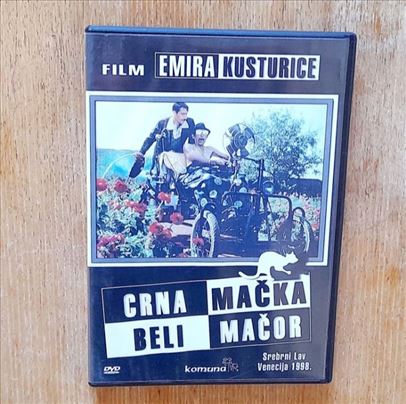 FILM EMIRA KUSTURICE
CRNA MAČKA
BELI MAČOR
Srebrni Lav
Venecija 1998.
DVD
komuna